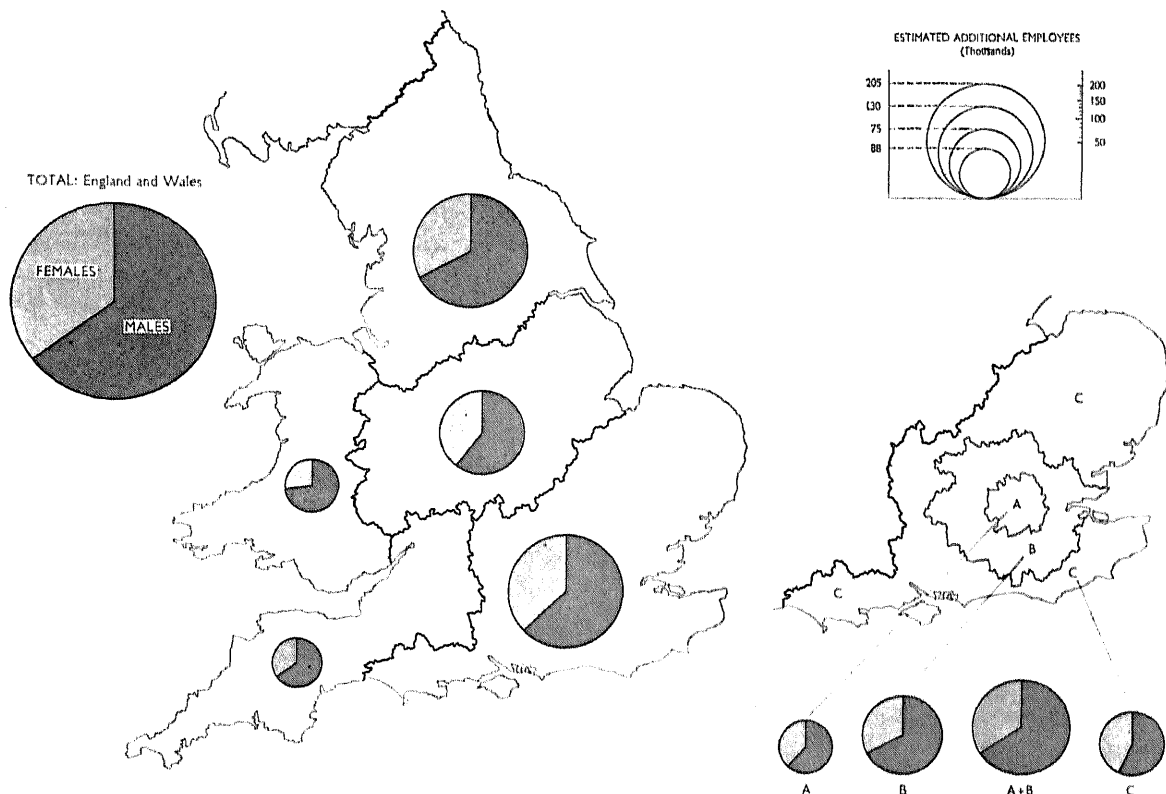 ESTIMATED ADDITIONAL EMPLOYEES
(Thousands)
205
130
75
88
200
150
100
50
TOTAL: England and Wales
FEMALES
MALES
C
A
B
C
C
A
B
A+B
C